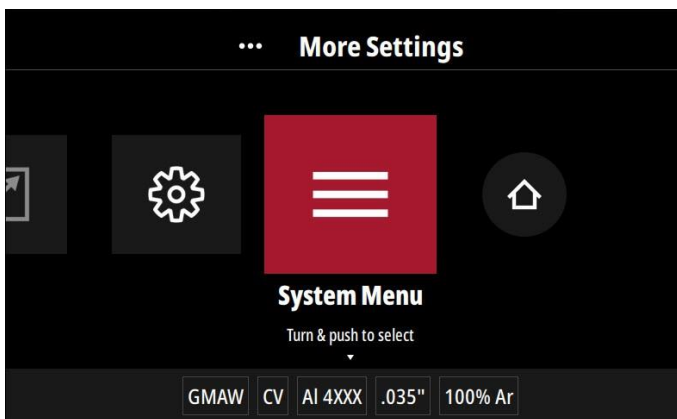 More Settings
System Menu
Turn & push to select
GMAW CV Al 4XXX .035" 100% Ar